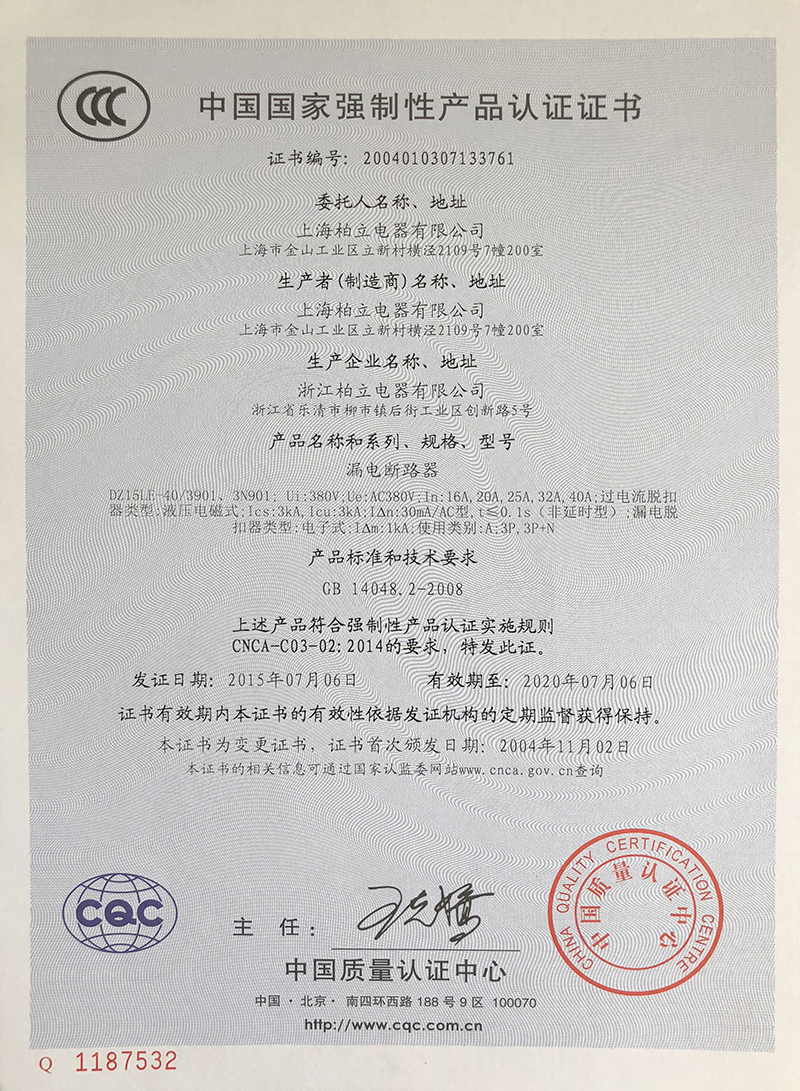 CCC
中国国家强制性产品认证证书
证书编号：2004010307133761
委托人名称、地址
上海柏立电器有限公司
上海市金山工业区立新村横泾2109号7幢200室
生产者(制造商)名称、地址
上海柏立电器有限公司
上海市金山工业区立新村横泾2109号7幢200室
生产企业名称、地址
浙江柏立电器有限公司
浙江省乐清市柳市镇后街工业区创新路5号
产品名称和系列、规格、型号
漏电断路器
DZ15LE-40/3901、3N901; Ui:380V;Ue:AC380V;In:16A,20A,25A,32A,40A;过电流脱扣
器类型:液压电磁式;Ics:3kA,Icu:3kA;IΔn:30mA/AC型,t≤0.1s（非延时型）;漏电脱
扣器类型:电子式;IΔm:1kA;使用类别:A;3P,3P+N
产品标准和技术要求
GB 14048.2-2008
上述产品符合强制性产品认证实施规则
CNCA-C03-02:2014的要求，特发此证。
发证日期：2015年07月06日 有效期至：2020年07月06日
证书有效期内本证书的有效性依据发证机构的定期监督获得保持。
本证书为变更证书，证书首次颁发日期：2004年11月02日
本证书的相关信息可通过国家认监委网站www.cnca.gov.cn查询
CQC
主 任：
CHINA QUALITY CERTIFICATION CENTRE
中国质量认证中心
中国质量认证中心
中国·北京·南四环西路188号9区 100070
http://www.cqc.com.cn
Q 1187532